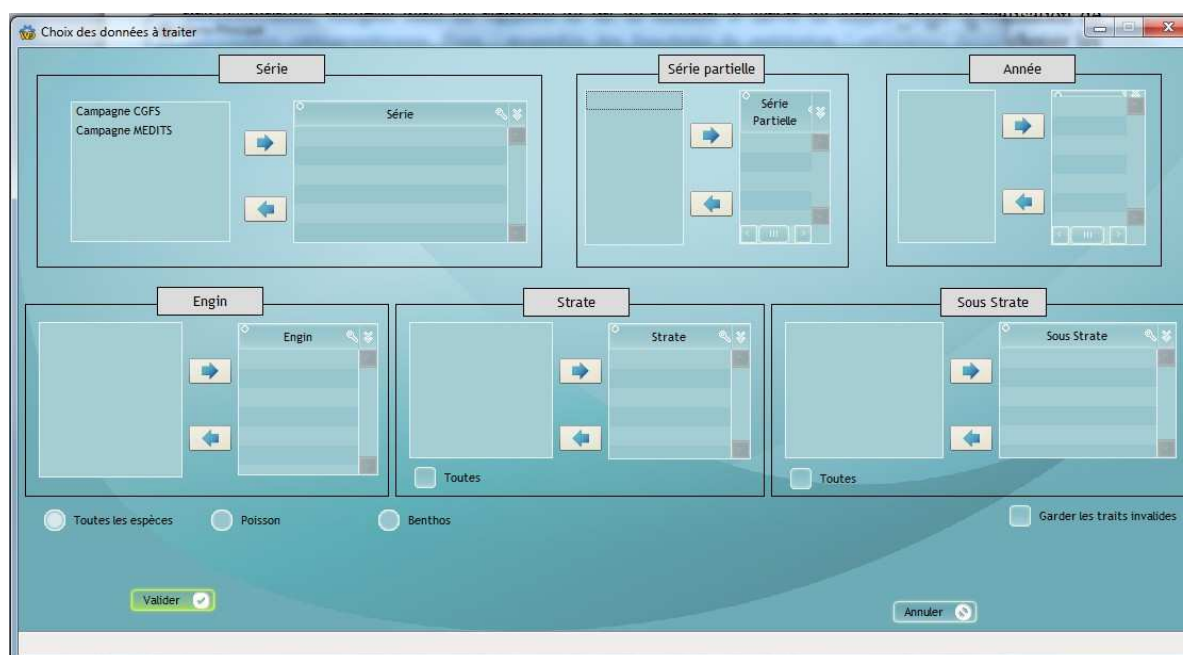 Choix des données à traiter
Série
Série partielle
Année
Campagne CGFS
Campagne MEDITS
Série
Série
Partielle
Engin
Strate
Sous Strate
Engin
Strate
Sous Strate
Toutes
Toutes
Toutes les espèces
Poisson
Benthos
Garder les traits invalides
Valider
Annuler